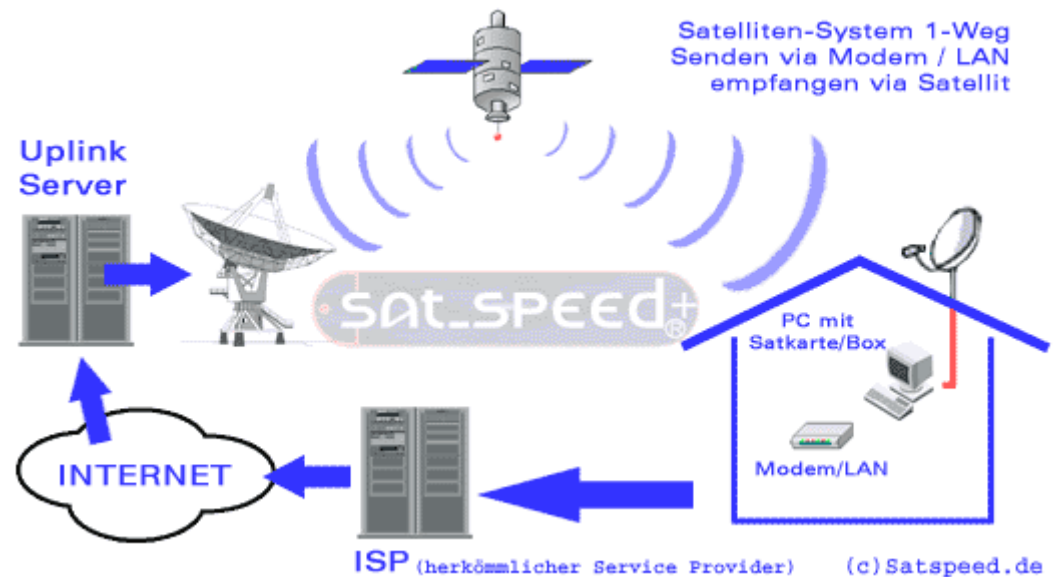 Satelliten-System 1-Weg
Senden via Modem / LAN
empfangen via Satellit
Uplink
Server
sat_speed+
®
PC mit
Satkarte/Box
Modem/LAN
INTERNET
ISP (herkömmlicher Service Provider)
(c)Satspeed.de